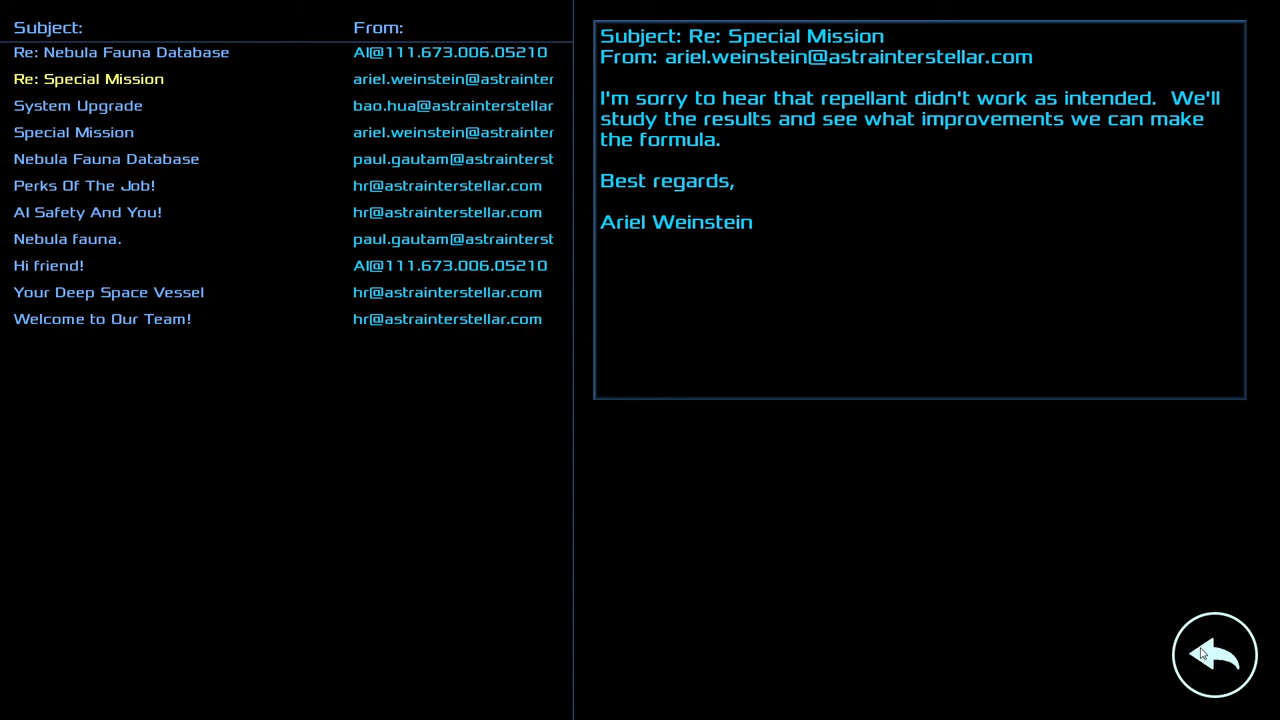 Subject: From:
Re: Nebula Fauna Database AI@111.673.006.05210
Re: Special Mission ariel.weinstein@astrainter
System Upgrade bao.hua@astrainterstellar
Special Mission ariel.weinstein@astrainter
Nebula Fauna Database paul.gautam@astrainterst
Perks Of The Job! hr@astrainterstellar.com
AI Safety And You! hr@astrainterstellar.com
Nebula fauna. paul.gautam@astrainterst
Hi friend! AI@111.673.006.05210
Your Deep Space Vessel hr@astrainterstellar.com
Welcome to Our Team! hr@astrainterstellar.com
Subject: Re: Special Mission
From: ariel.weinstein@astrainterstellar.com
I'm sorry to hear that repellant didn't work as intended.  We'll
study the results and see what improvements we can make
the formula.
Best regards,
Ariel Weinstein